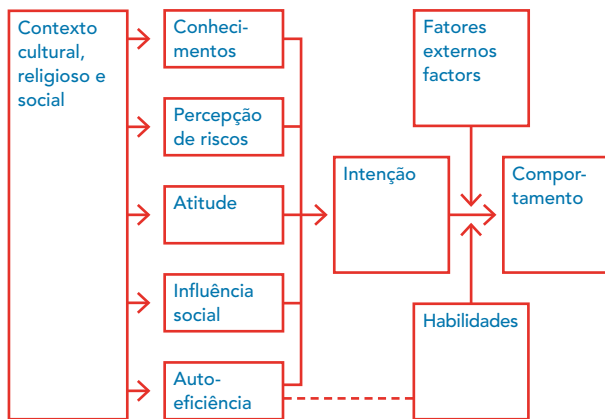 Contexto
cultural,
religioso e
social
Conheci-
mentos
Percepção
de riscos
Atitude
Influência
social
Auto-
eficiência
Intenção
Fatores
externos
factors
Habilidades
Compor-
tamento